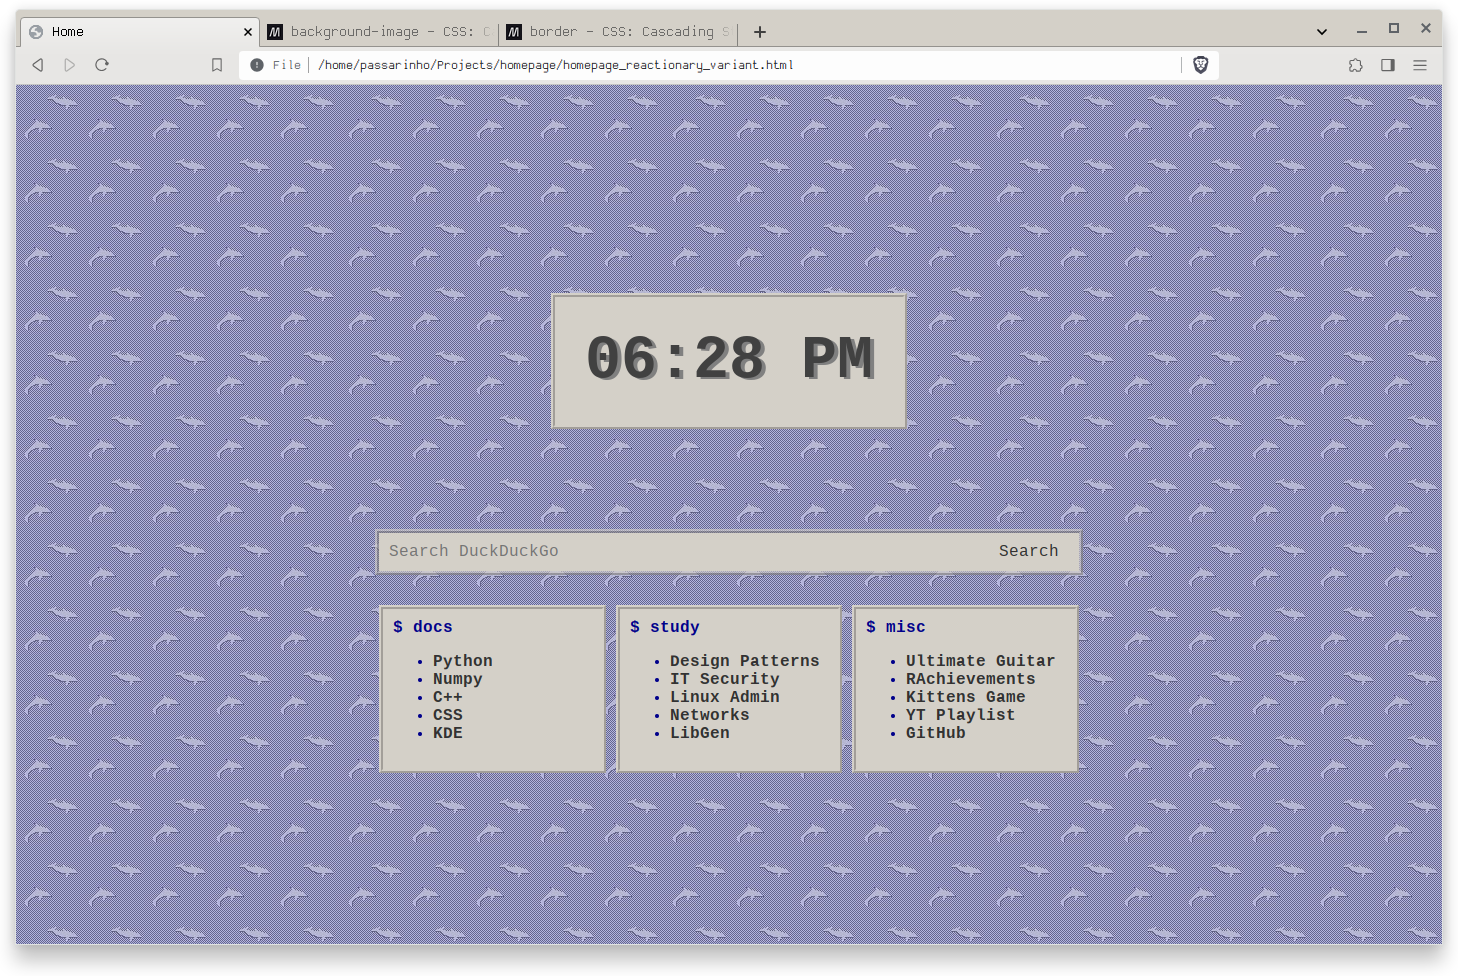 Home
background-image - CSS: C
border - CSS: Cascading S
File
/home/passarinho/Projects/homepage/homepage_reactionary_variant.html
06:28 PM
Search DuckDuckGo
Search
$ docs
Python
Numpy
C++
CSS
KDE
$ study
Design Patterns
IT Security
Linux Admin
Networks
LibGen
$ misc
Ultimate Guitar
RAchievements
Kittens Game
YT Playlist
GitHub